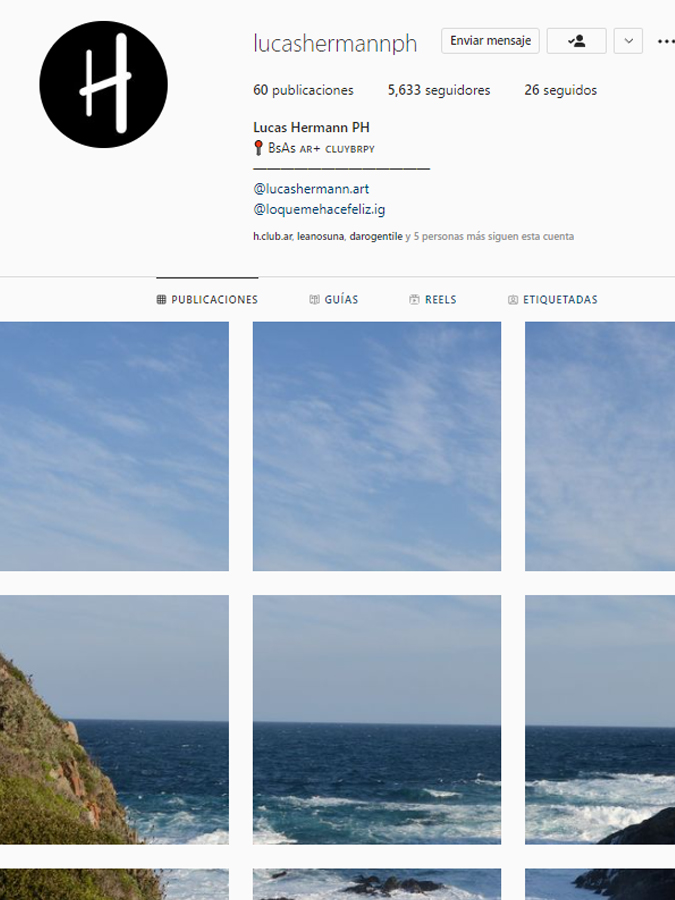 H
lucashermannph Enviar mensaje
60 publicaciones 5,633 seguidores 26 seguidos
Lucas Hermann PH
📍 BsAs AR+ CLUYBRPY
@lucashermann.art
@loquemehacefeliz.ig
h.club.ar, leanosuna, darogentile y 5 personas más siguen esta cuenta
PUBLICACIONES GUÍAS REELS ETIQUETADAS